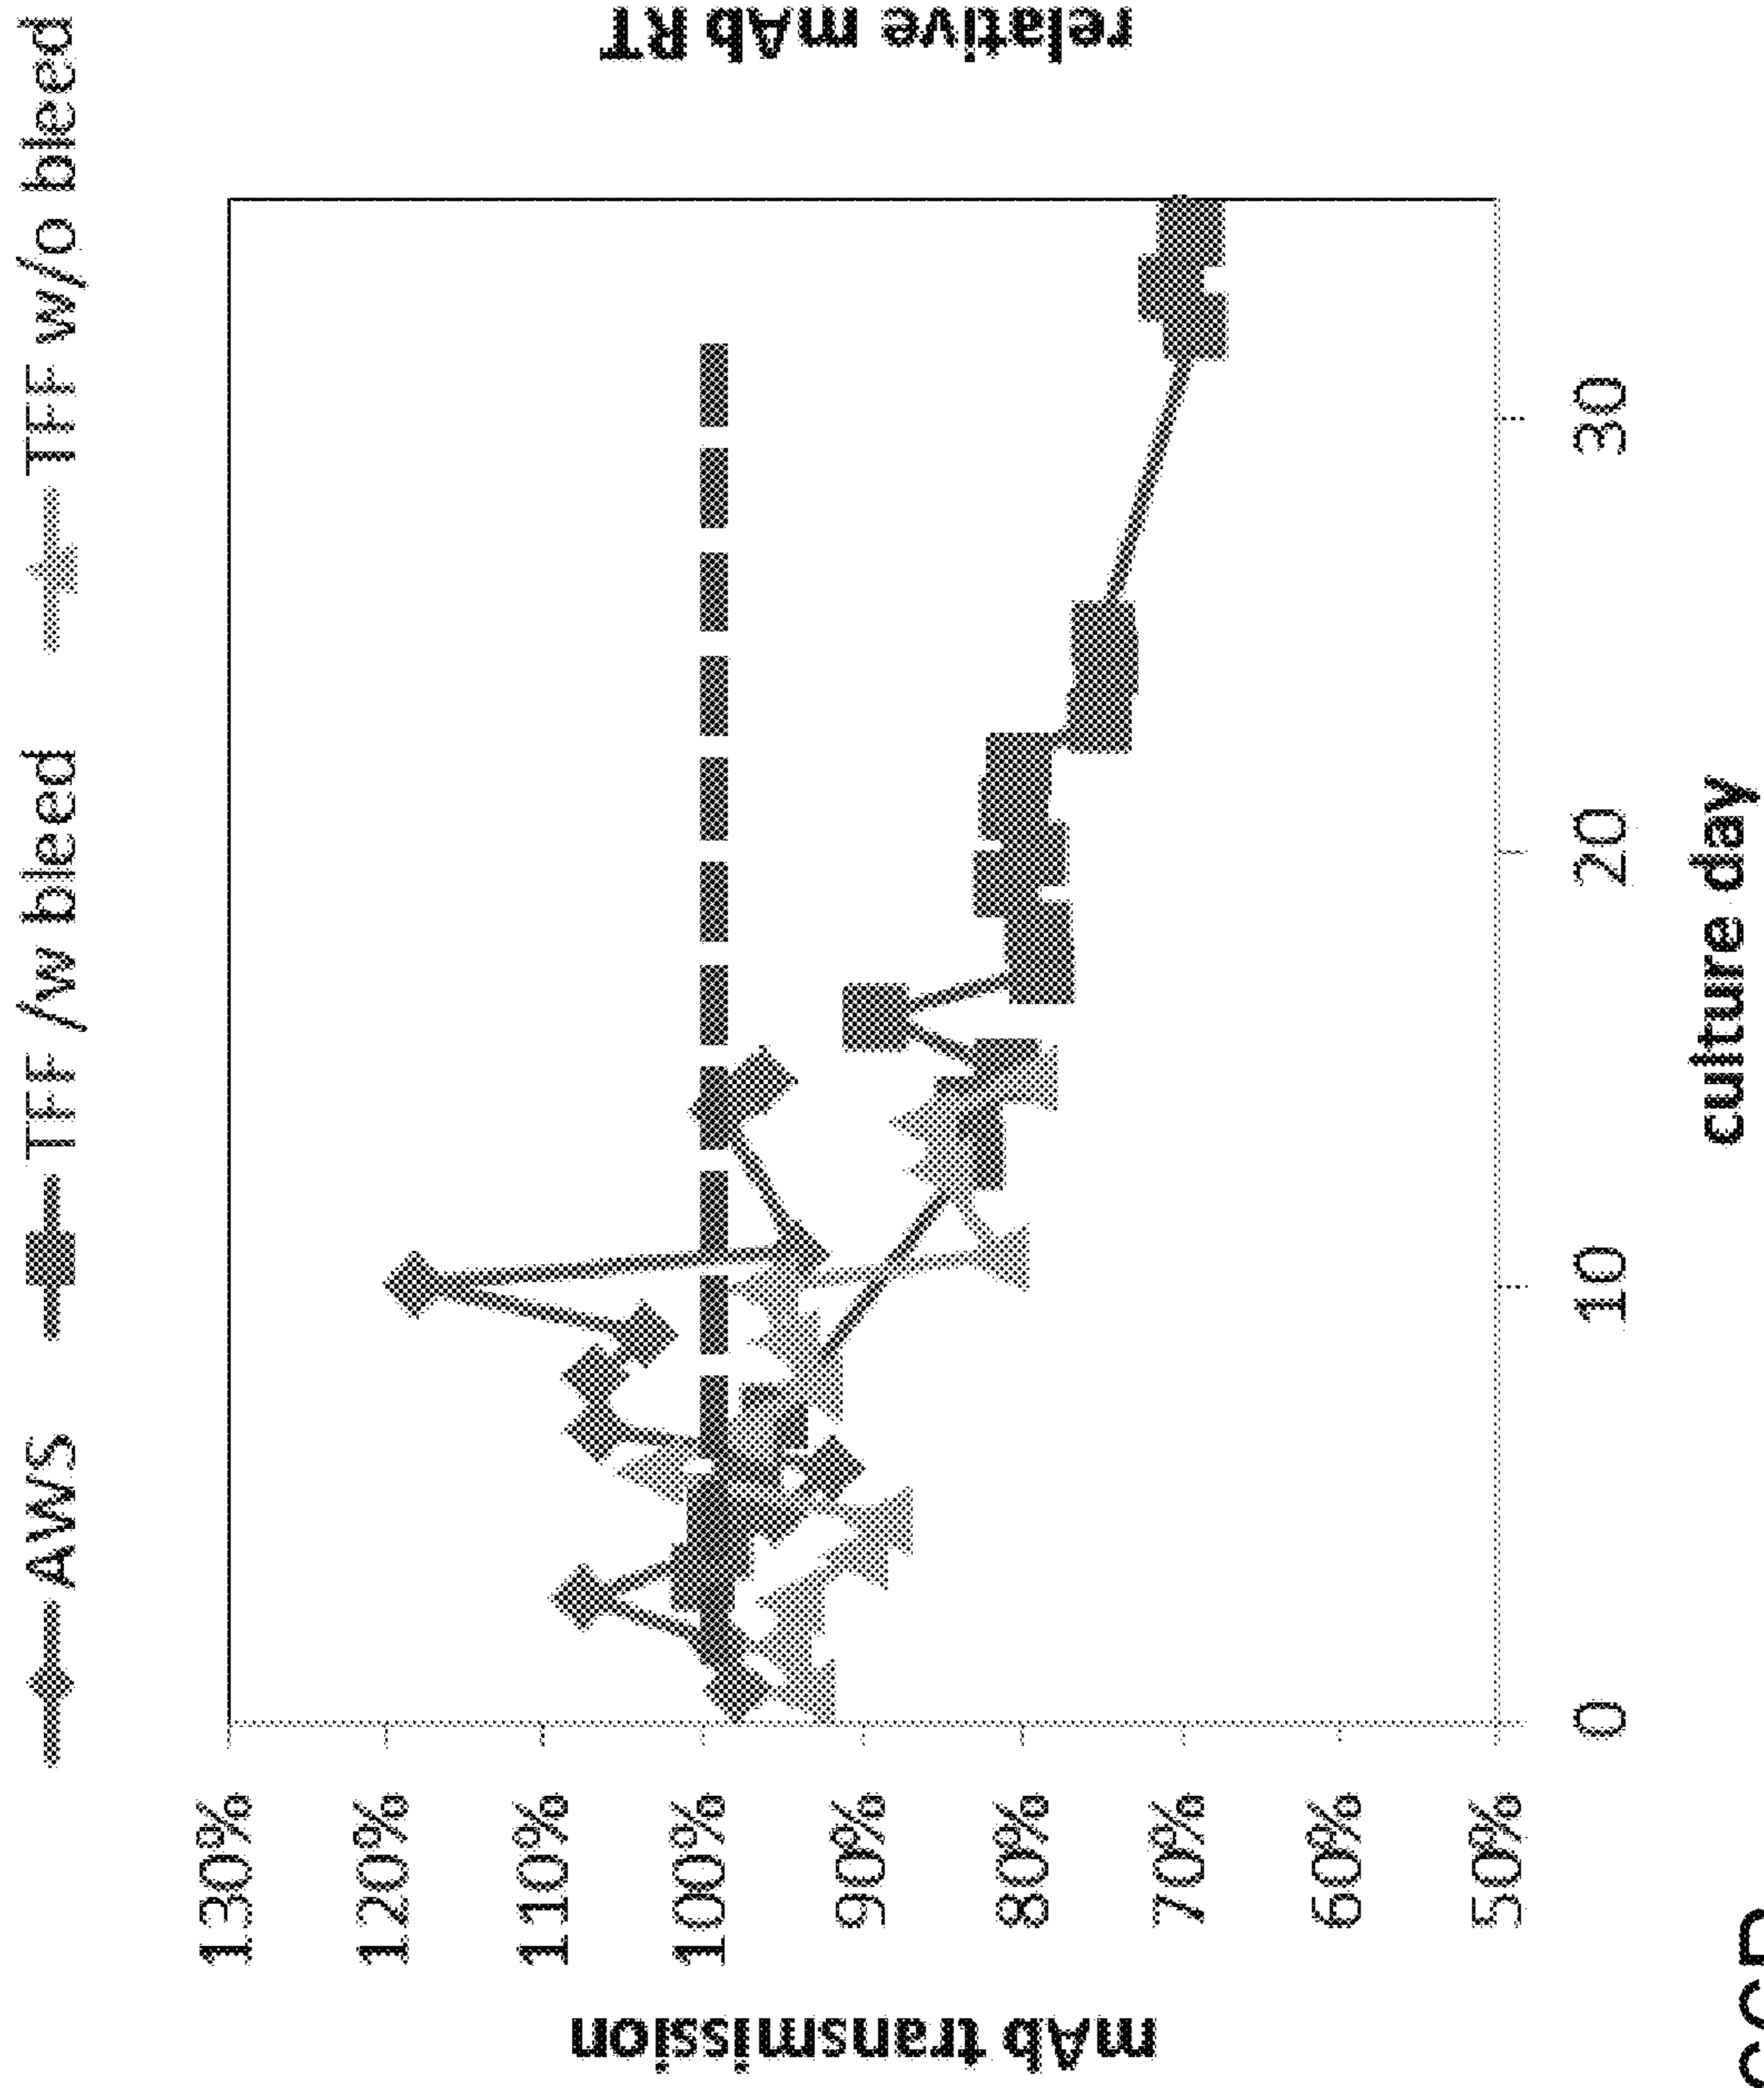 AWS
TFF /w bleed
TFF w/o bleed
mAb transmission
130%
120%
110%
100%
90%
80%
70%
60%
50%
0
10
20
30
culture day
relative mAb RT